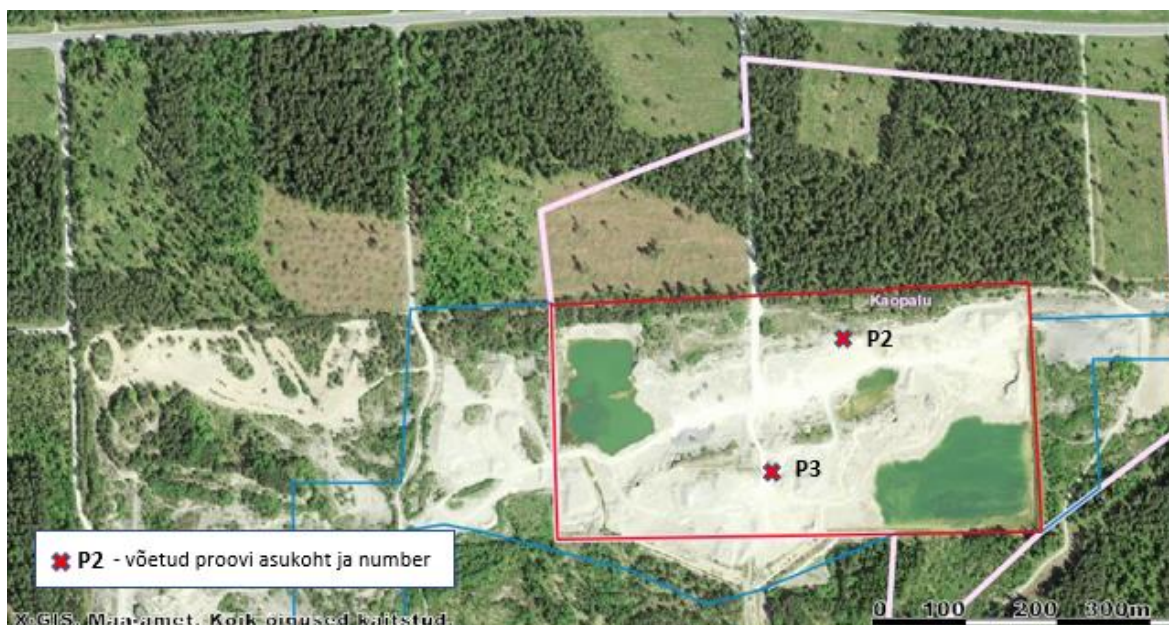 Kaopalu
P2
P3
P2 - võetud proovi asukoht ja number
X-GIS. Maa-amet. Kõik õigused kaitstud.
0 100 200 300m